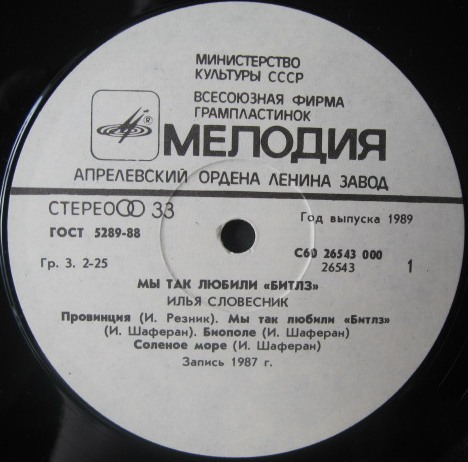 МИНИСТЕРСТВО
КУЛЬТУРЫ СССР
ВСЕСОЮЗНАЯ ФИРМА
ГРАМПЛАСТИНОК
МЕЛОДИЯ
АПРЕЛЕВСКИЙ ОРДЕНА ЛЕНИНА ЗАВОД
СТЕРЕО 33
Год выпуска 1989
ГОСТ 5289-88
С60 26543 000
Гр. 3. 2-25
26543
1
МЫ ТАК ЛЮБИЛИ «БИТЛЗ»
ИЛЬЯ СЛОВЕСНИК
Провинция (И. Резник). Мы так любили «Битлз»
(И. Шаферан). Биополе (И. Шаферан)
Соленое море (И. Шаферан)
Запись 1987 г.